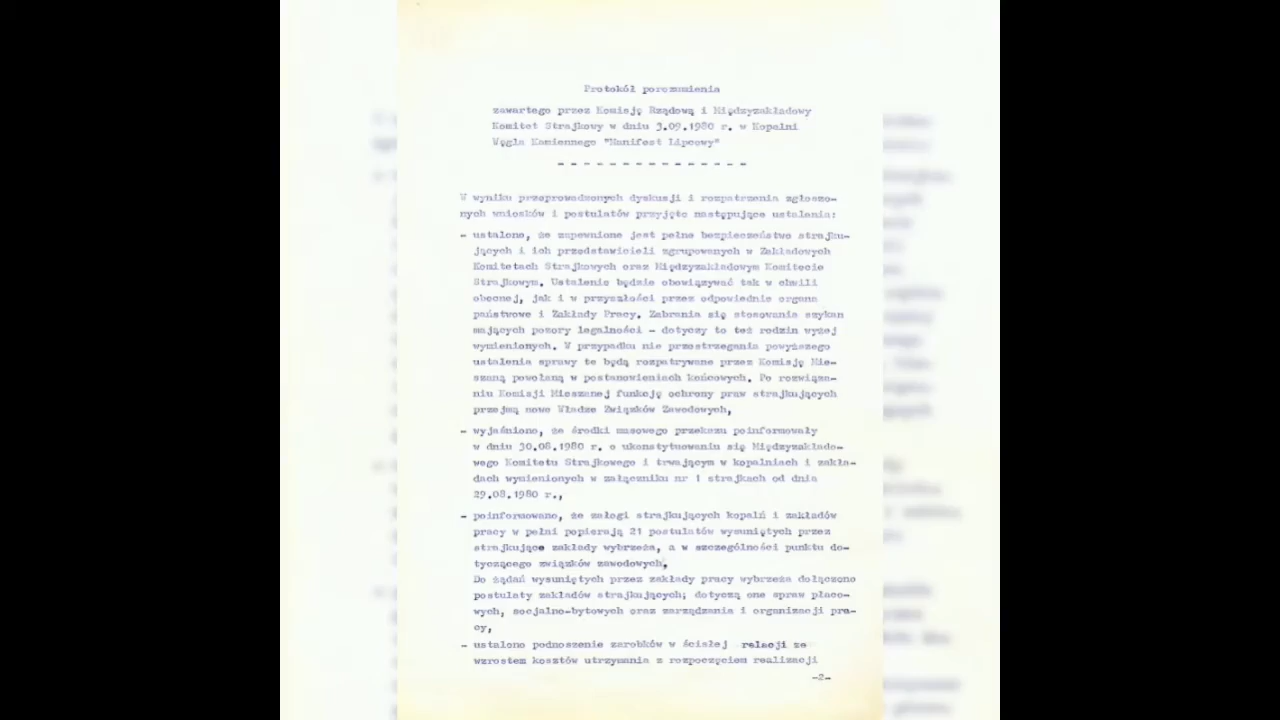 Protokół porozumienia
zawartego przez Komisję Rządową i Międzyzakładowy
Komitet Strajkowy w dniu 3.09.1980 r. w Kopalni
Węgla Kamiennego "Manifest Lipcowy"
- - - - - - - - - - - - - - -
W wyniku przeprowadzonych dyskusji i rozpatrzenia zgłoszo-
nych wniosków i postulatów przyjęto następujące ustalenia:
- ustalono, że zapewnione jest pełne bezpieczeństwo strajku-
jących i ich przedstawicieli zgrupowanych w Zakładowych
Komitetach Strajkowych oraz Międzyzakładowym Komitecie
Strajkowym. Ustalenie będzie obowiązywać tak w chwili
obecnej, jak i w przyszłości przez odpowiednie organa
państwowe i Zakłady Pracy. Zabrania się stosowania szykan
mających pozory legalności - dotyczy to też rodzin wyżej
wymienionych. W przypadku nie przestrzegania powyższego
ustalenia sprawy te będą rozpatrywane przez Komisję Mie-
szaną powołaną w postanowieniach końcowych. Po rozwiąza-
niu Komisji Mieszanej funkcję ochrony praw strajkujących
przejmą nowe Władze Związków Zawodowych,
- wyjaśniono, że środki masowego przekazu poinformowały
w dniu 30.08.1980 r. o ukonstytuowaniu się Międzyzakłado-
wego Komitetu Strajkowego i trwającym w kopalniach i zakła-
dach wymienionych w załączniku nr 1 strajkach od dnia
29.08.1980 r.,
- poinformowano, że załogi strajkujących kopalń i zakładów
pracy w pełni popierają 21 postulatów wysuniętych przez
strajkujące zakłady wybrzeża, a w szczególności punktu do-
tyczącego związków zawodowych,
Do żądań wysuniętych przez zakłady pracy wybrzeża dołączono
postulaty zakładów strajkujących; dotyczą one spraw płaco-
wych, socjalno-bytowych oraz zarządzania i organizacji pra-
cy,
- ustalono podnoszenie zarobków w ścisłej relacji ze
wzrostem kosztów utrzymania z rozpoczęciem realizacji
-2-